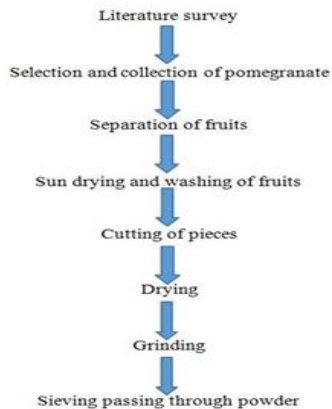 Literature survey
Selection and collection of pomegranate
Separation of fruits
Sun drying and washing of fruits
Cutting of pieces
Drying
Grinding
Sieving passing through powder